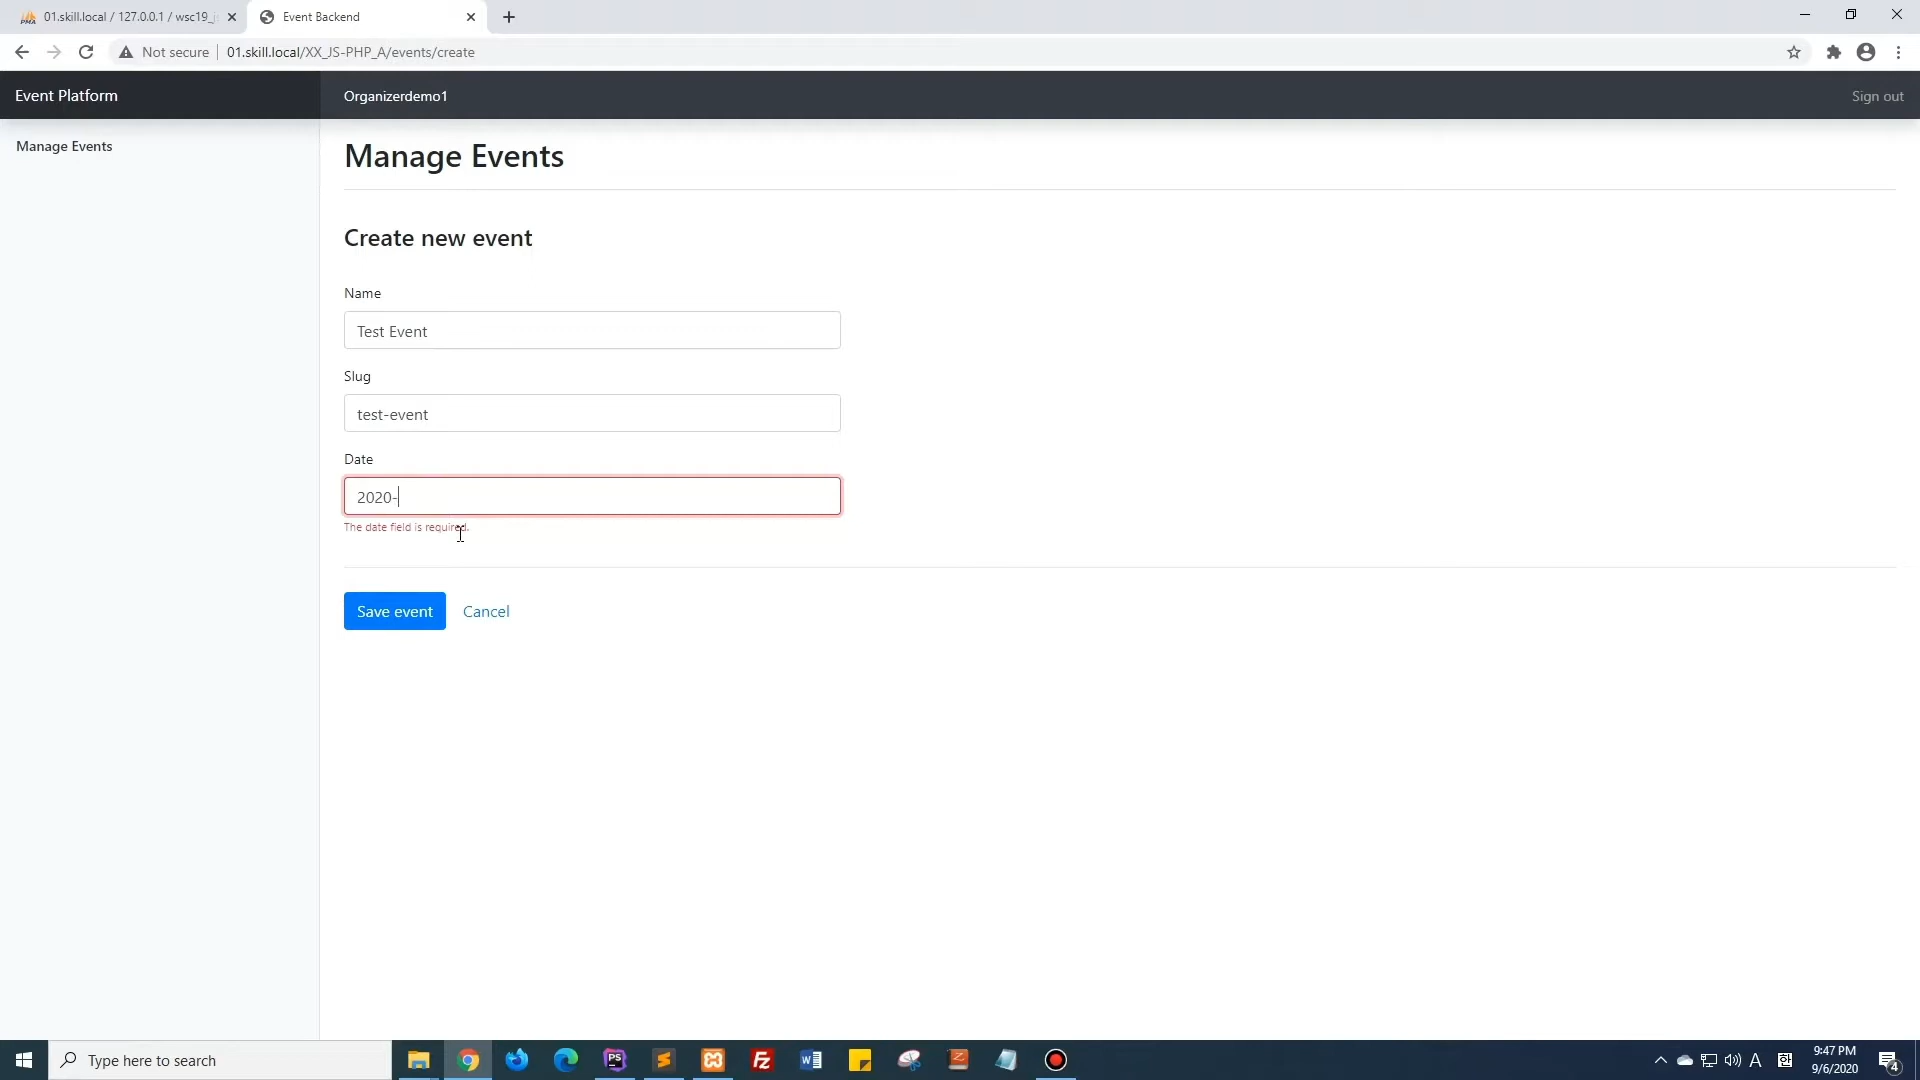 01.skill.local / 127.0.0.1 / wsc19_j
Event Backend
Not secure
01.skill.local/XX_JS-PHP_A/events/create
Event Platform
Organizerdemo1
Sign out
Manage Events
Manage Events
Create new event
Name
Test Event
Slug
test-event
Date
2020-
The date field is required.
Save event
Cancel
Type here to search
9:47 PM
9/6/2020
4